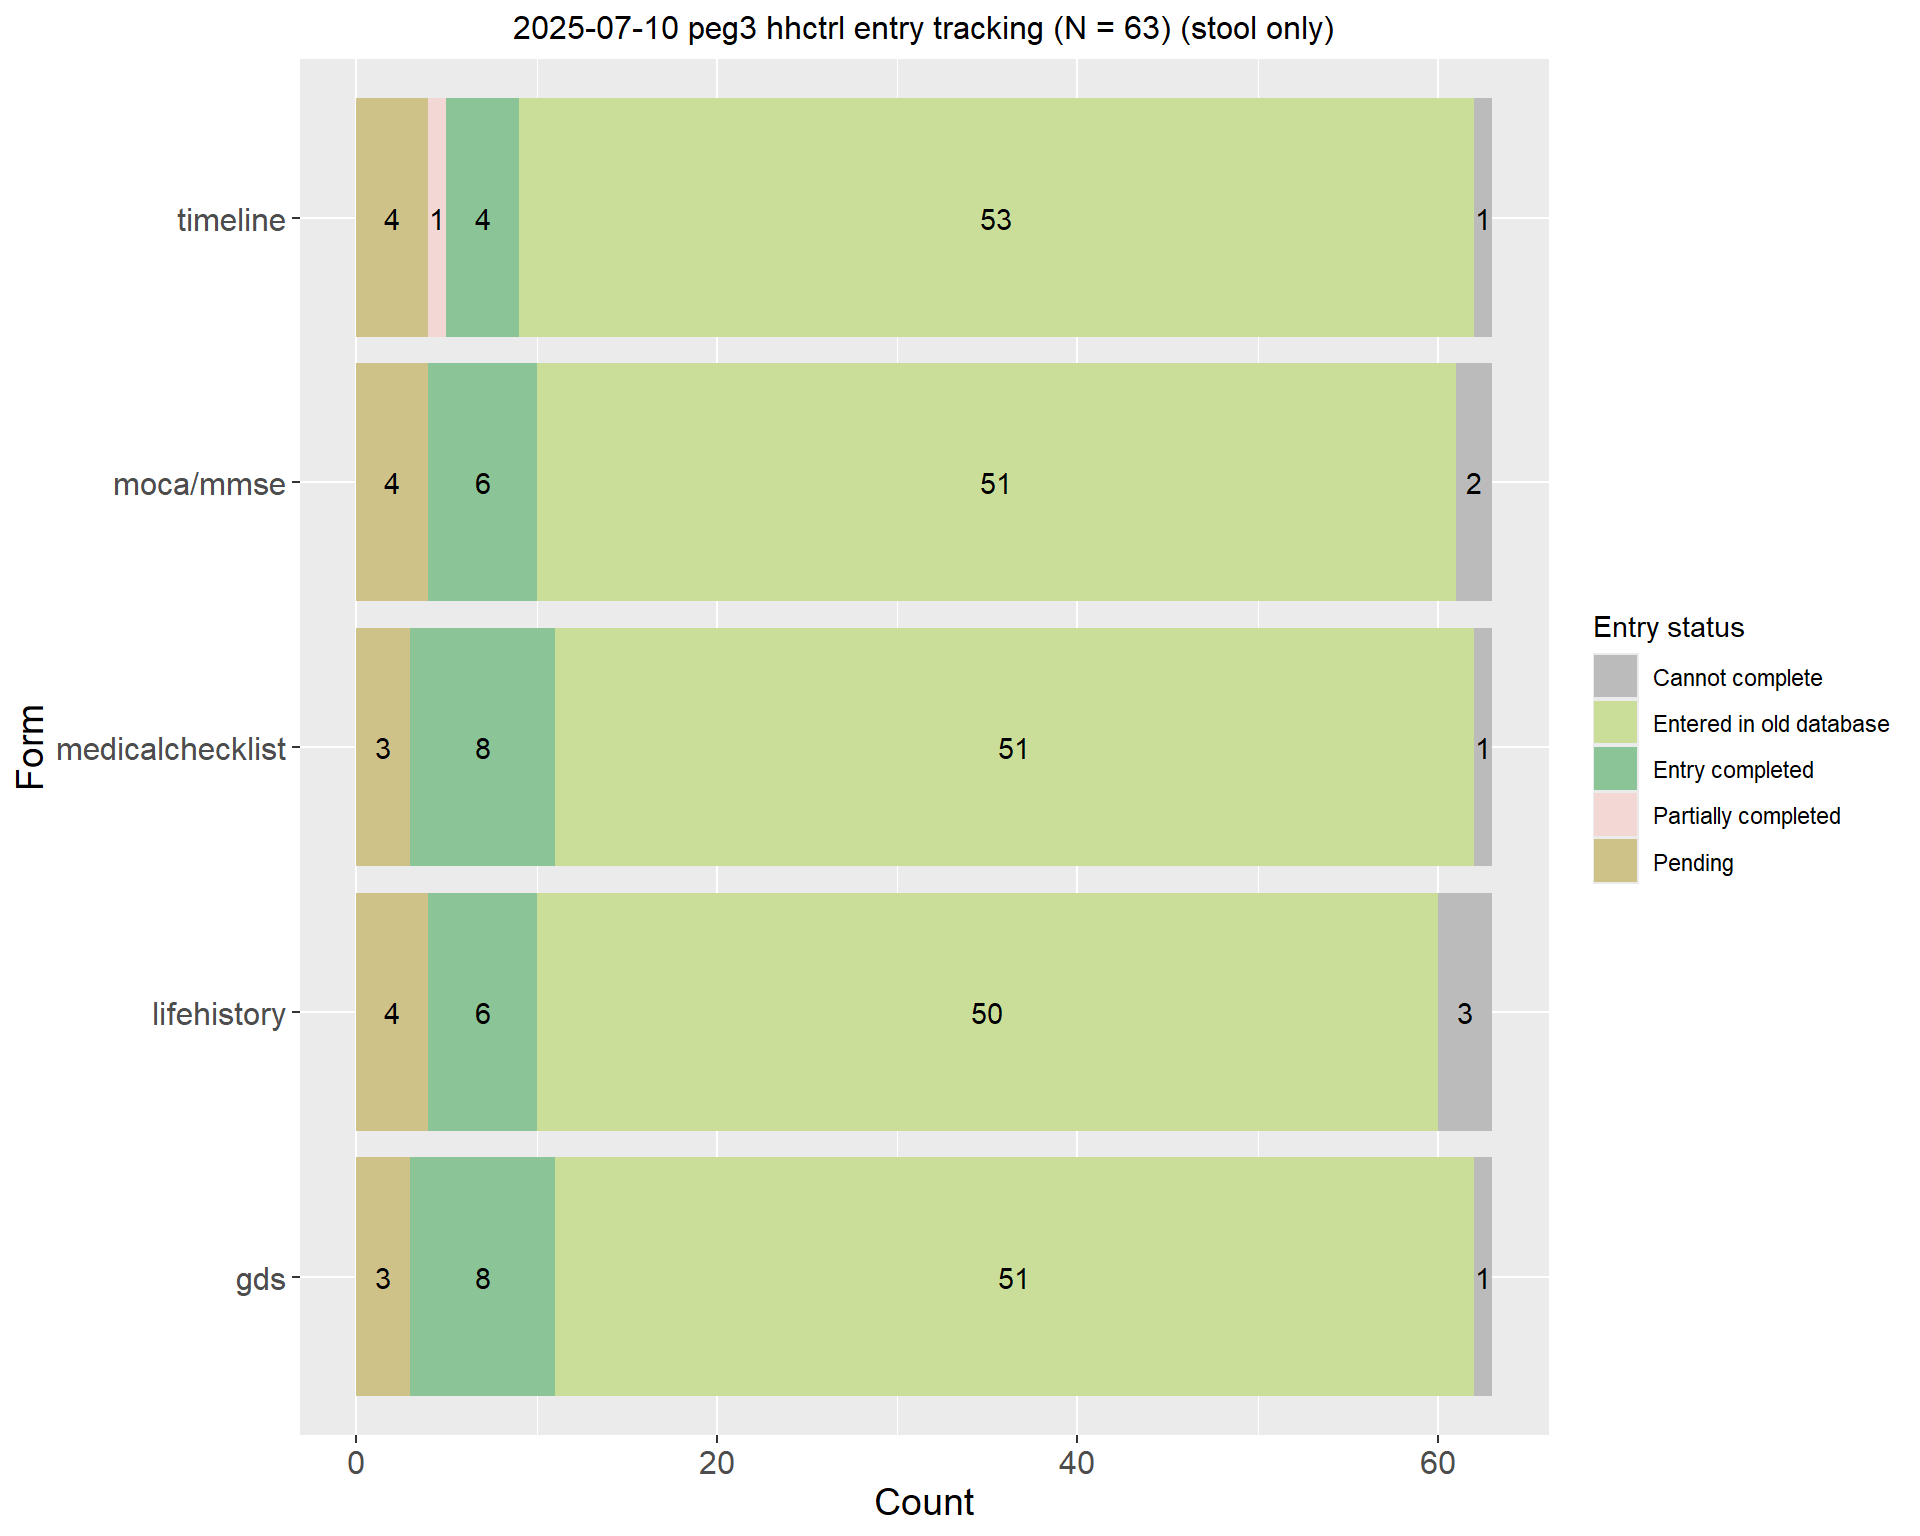 2025-07-10 peg3 hhctrl entry tracking (N = 63) (stool only)
timeline
4 1 4 53 1
moca/mmse
4 6 51 2
medicalchecklist
3 8 51 1
lifehistory
4 6 50 3
gds
3 8 51 1
0 20 40 60
Count
Form
Entry status
Cannot complete
Entered in old database
Entry completed
Partially completed
Pending